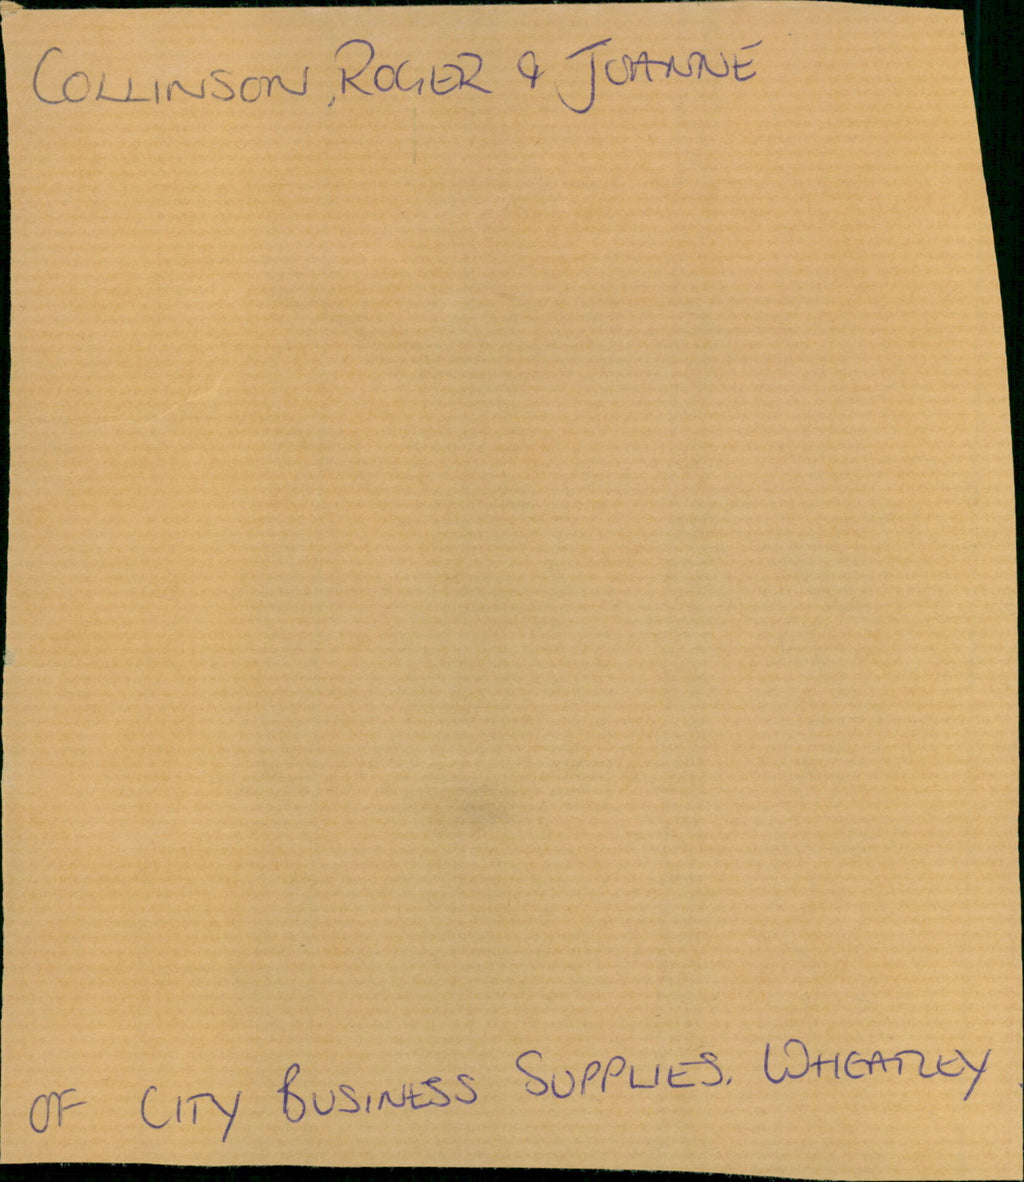 COLLINSON, ROGER & JOANNE
OF CITY BUSINESS SUPPLIES. WHEATLEY.